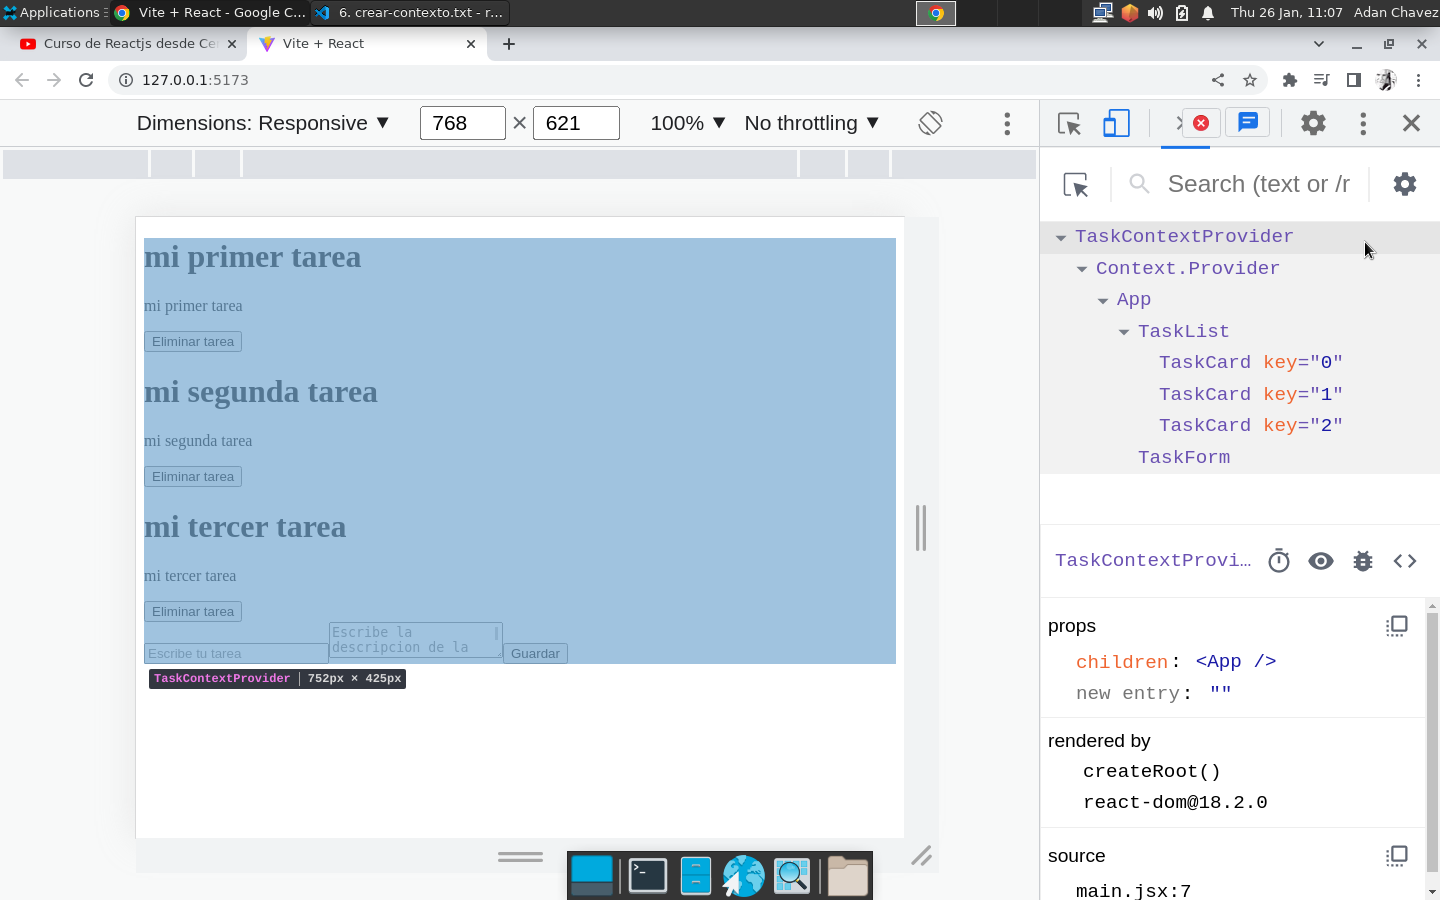 Applications
Vite + React - Google C...
6. crear-contexto.txt - r...
Thu 26 Jan, 11:07
Adan Chavez
Curso de Reactjs desde Ce
Vite + React
127.0.0.1:5173
Dimensions: Responsive ▼
768 × 621
100% ▼
No throttling ▼
Search (text or /r
TaskContextProvider
Context.Provider
App
TaskList
TaskCard key="0"
TaskCard key="1"
TaskCard key="2"
TaskForm
mi primer tarea
mi primer tarea
Eliminar tarea
mi segunda tarea
mi segunda tarea
Eliminar tarea
mi tercer tarea
mi tercer tarea
Eliminar tarea
Escribe tu tarea
Escribe la
descripcion de la
Guardar
TaskContextProvider | 752px × 425px
TaskContextProvi…
props
children: <App />
new entry: ""
rendered by
createRoot()
react-dom@18.2.0
source
main.jsx:7